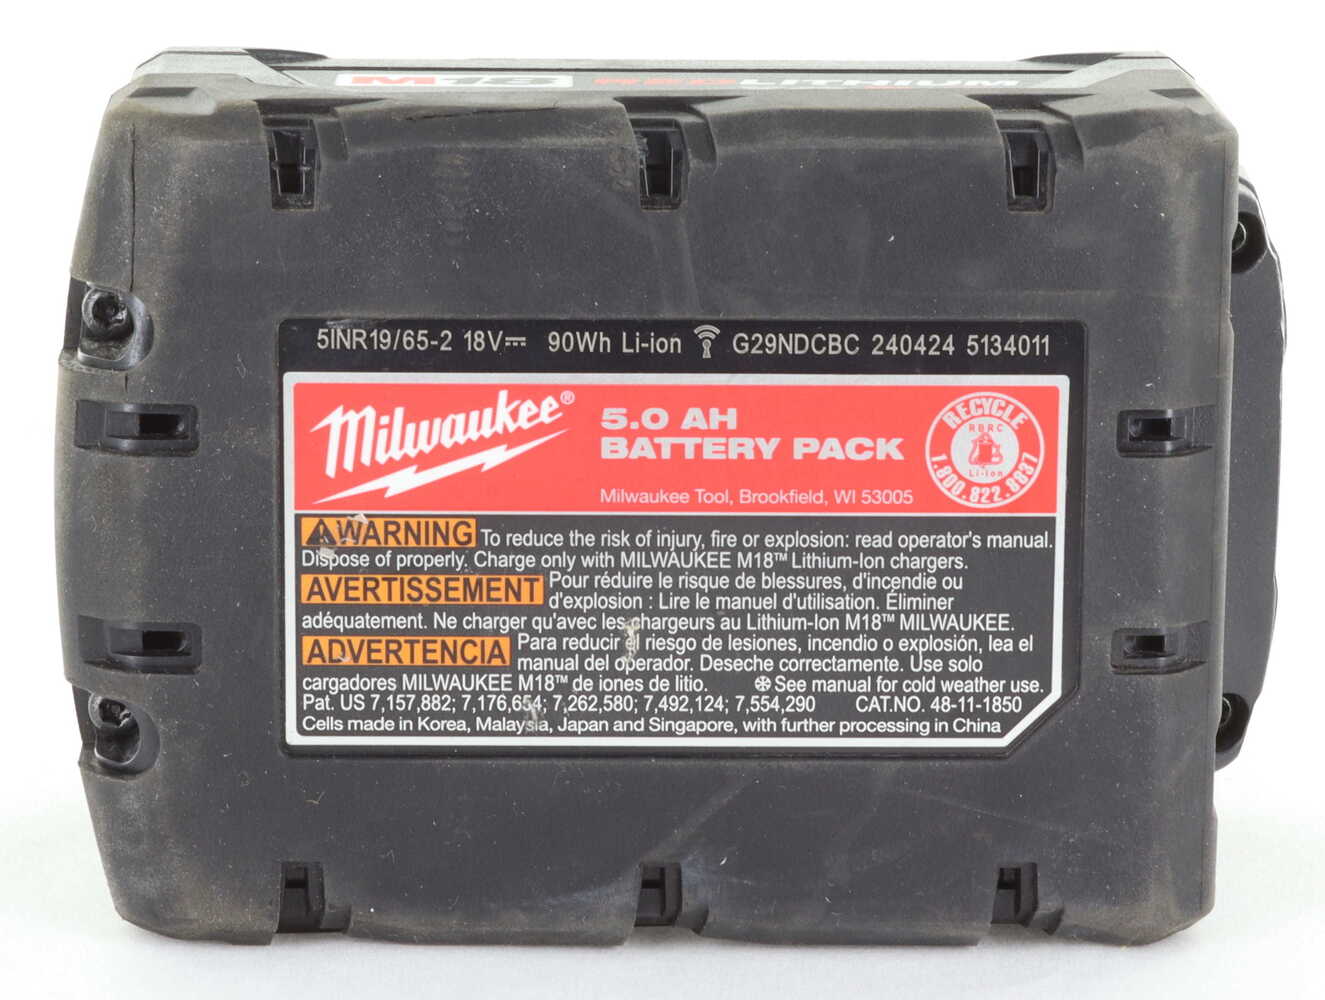 M18 REDLITHIUM
5INR19/65-2 18V⎓ 90Wh Li-ion G29NDCBC 240424 5134011
Milwaukee®
5.0 AH
BATTERY PACK
Milwaukee Tool, Brookfield, WI 53005
RECYCLE
RBRC
Li-Ion
1.800.822.8837
⚠WARNING To reduce the risk of injury, fire or explosion: read operator's manual.
Dispose of properly. Charge only with MILWAUKEE M18™ Lithium-Ion chargers.
AVERTISSEMENT Pour réduire le risque de blessures, d'incendie ou
d'explosion : Lire le manuel d'utilisation. Éliminer
adéquatement. Ne charger qu'avec les chargeurs au Lithium-Ion M18™ MILWAUKEE.
ADVERTENCIA Para reducir el riesgo de lesiones, incendio o explosión, lea el
manual del operador. Deseche correctamente. Use solo
cargadores MILWAUKEE M18™ de iones de litio. ❄See manual for cold weather use.
Pat. US 7,157,882; 7,176,654; 7,262,580; 7,492,124; 7,554,290 CAT.NO. 48-11-1850
Cells made in Korea, Malaysia, Japan and Singapore, with further processing in China